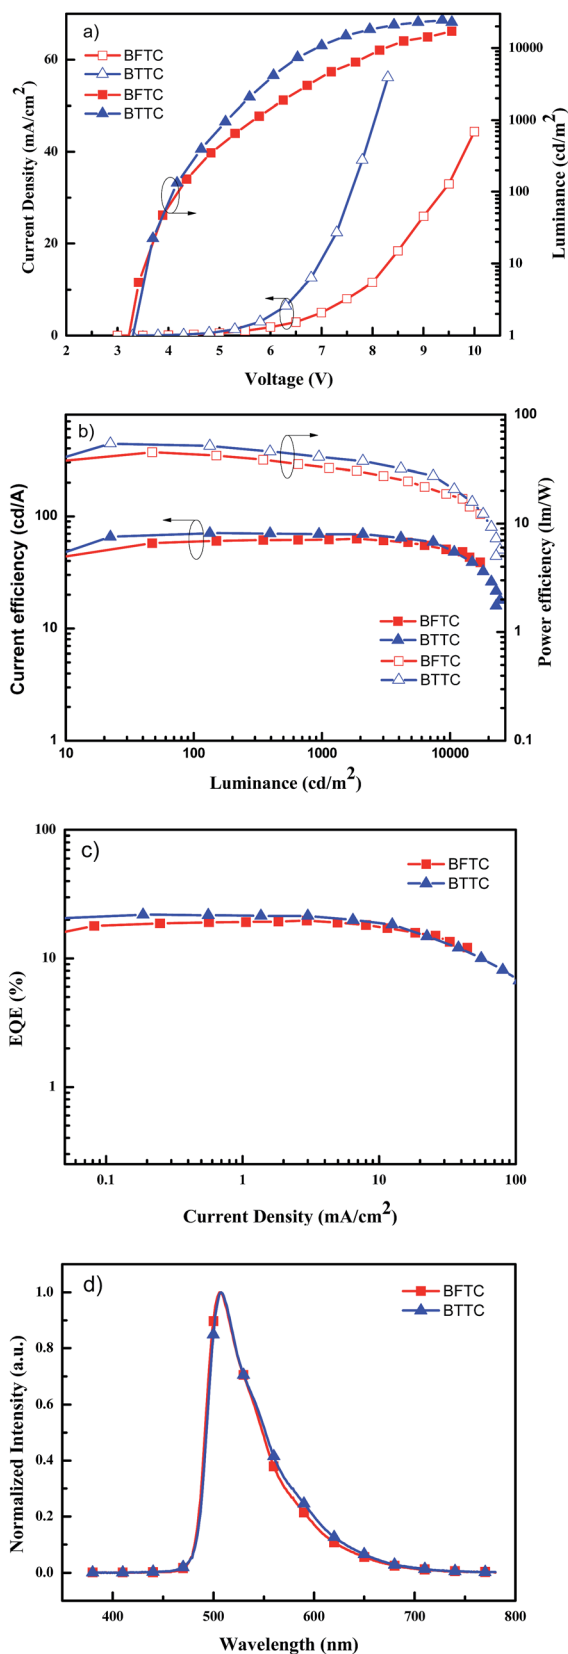 a)
BFTC
BTTC
BFTC
BTTC
Current Density (mA/cm2)
0
20
40
60
Luminance (cd/m2)
1
10
100
1000
10000
2 3 4 5 6 7 8 9 10
Voltage (V)
b)
Current efficiency (cd/A)
1
10
100
Power efficiency (lm/W)
0.1
1
10
100
BFTC
BTTC
BFTC
BTTC
10 100 1000 10000
Luminance (cd/m2)
c)
BFTC
BTTC
EQE (%)
1
10
100
0.1 1 10 100
Current Density (mA/cm2)
d)
BFTC
BTTC
Normalized Intensity (a.u.)
0.0
0.2
0.4
0.6
0.8
1.0
400 500 600 700 800
Wavelength (nm)